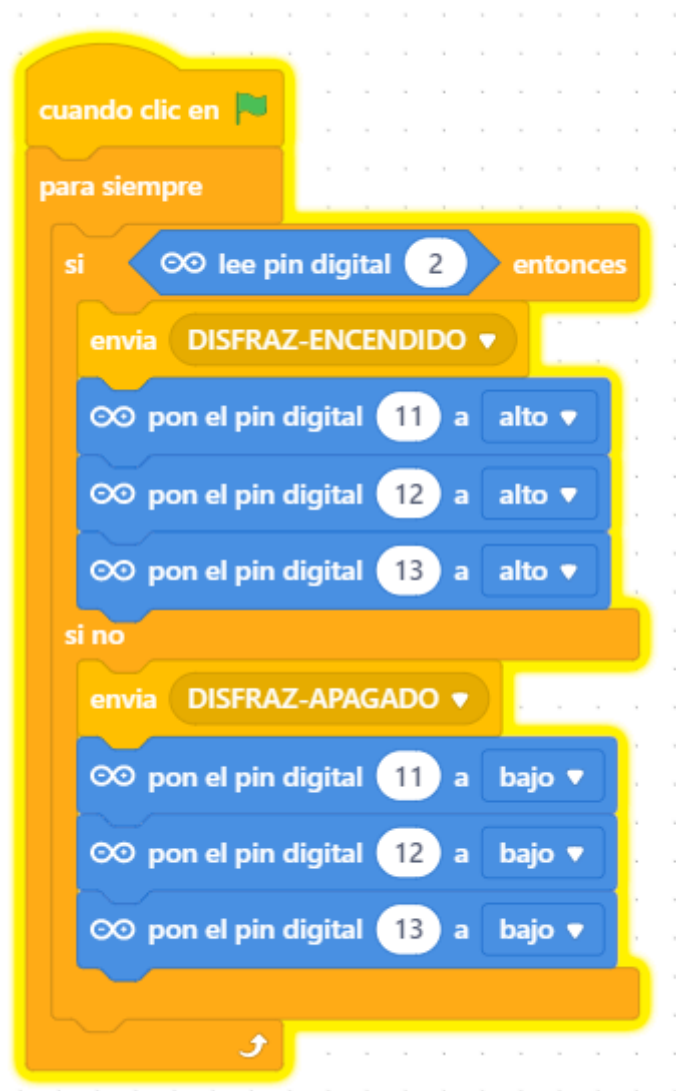 cuando clic en
para siempre
si lee pin digital 2 entonces
envia DISFRAZ-ENCENDIDO
pon el pin digital 11 a alto
pon el pin digital 12 a alto
pon el pin digital 13 a alto
si no
envia DISFRAZ-APAGADO
pon el pin digital 11 a bajo
pon el pin digital 12 a bajo
pon el pin digital 13 a bajo